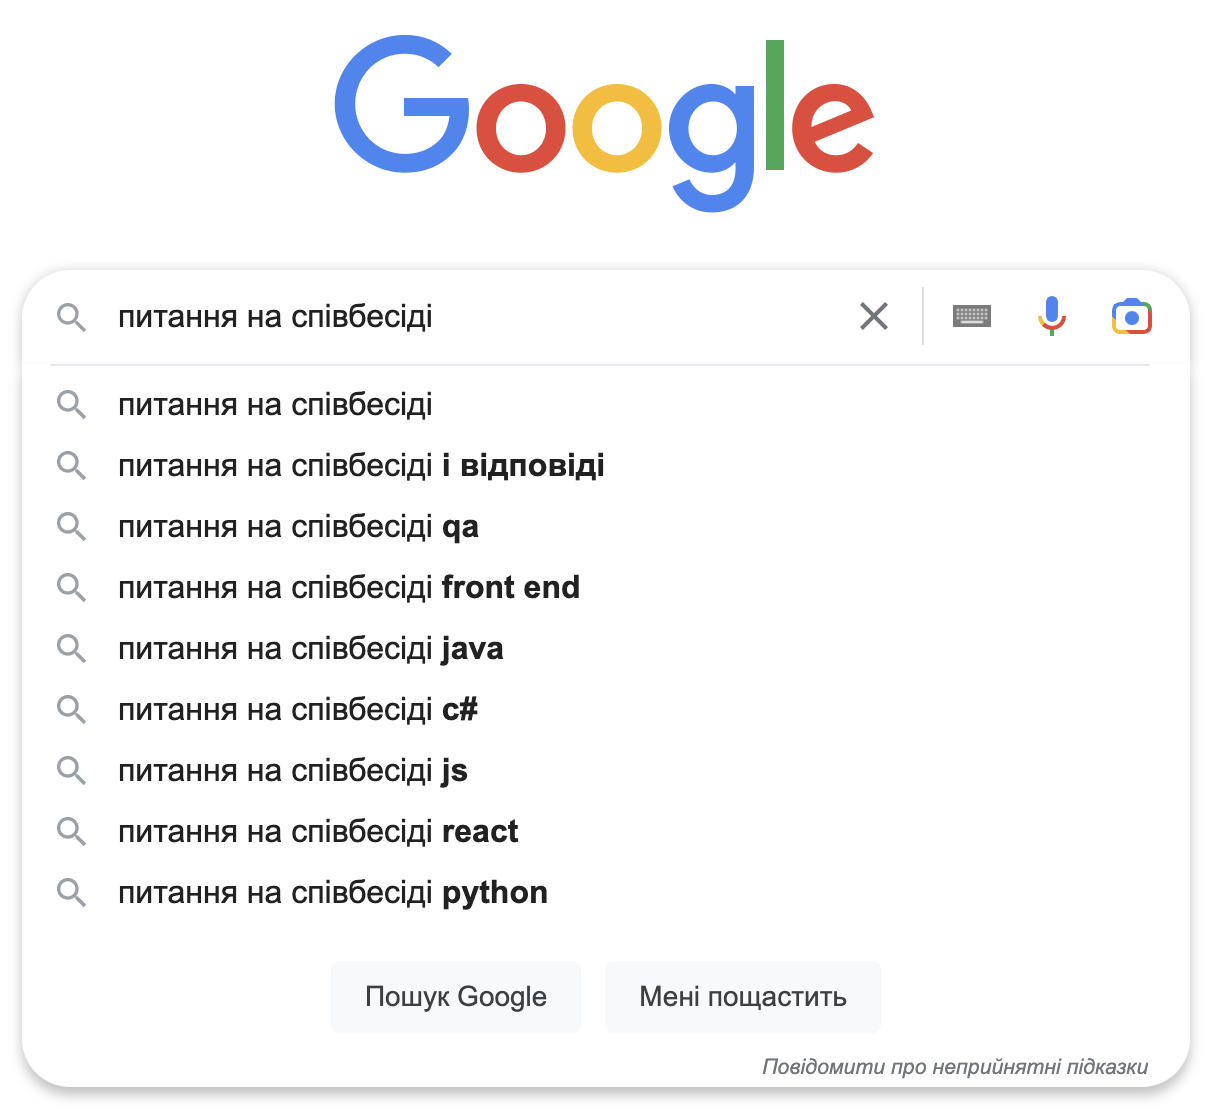 Google
питання на співбесіді
питання на співбесіді
питання на співбесіді і відповіді
питання на співбесіді qa
питання на співбесіді front end
питання на співбесіді java
питання на співбесіді c#
питання на співбесіді js
питання на співбесіді react
питання на співбесіді python
Пошук Google
Мені пощастить
Повідомити про неприйнятні підказки